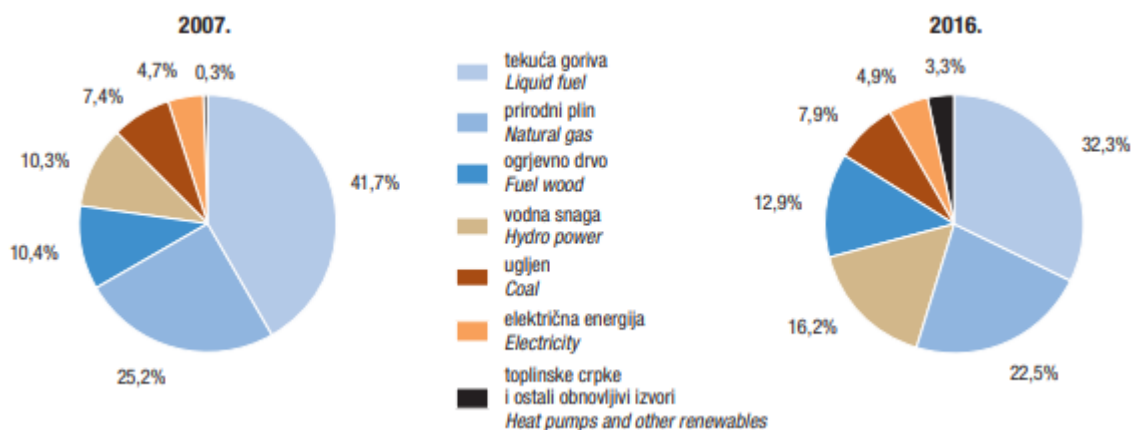 2007.
4,7%
0,3%
7,4%
10,3%
41,7%
10,4%
25,2%
tekuća goriva
Liquid fuel
prirodni plin
Natural gas
ogrjevno drvo
Fuel wood
vodna snaga
Hydro power
ugljen
Coal
električna energija
Electricity
toplinske crpke
i ostali obnovljivi izvori
Heat pumps and other renewables
2016.
4,9%
3,3%
7,9%
32,3%
12,9%
16,2%
22,5%